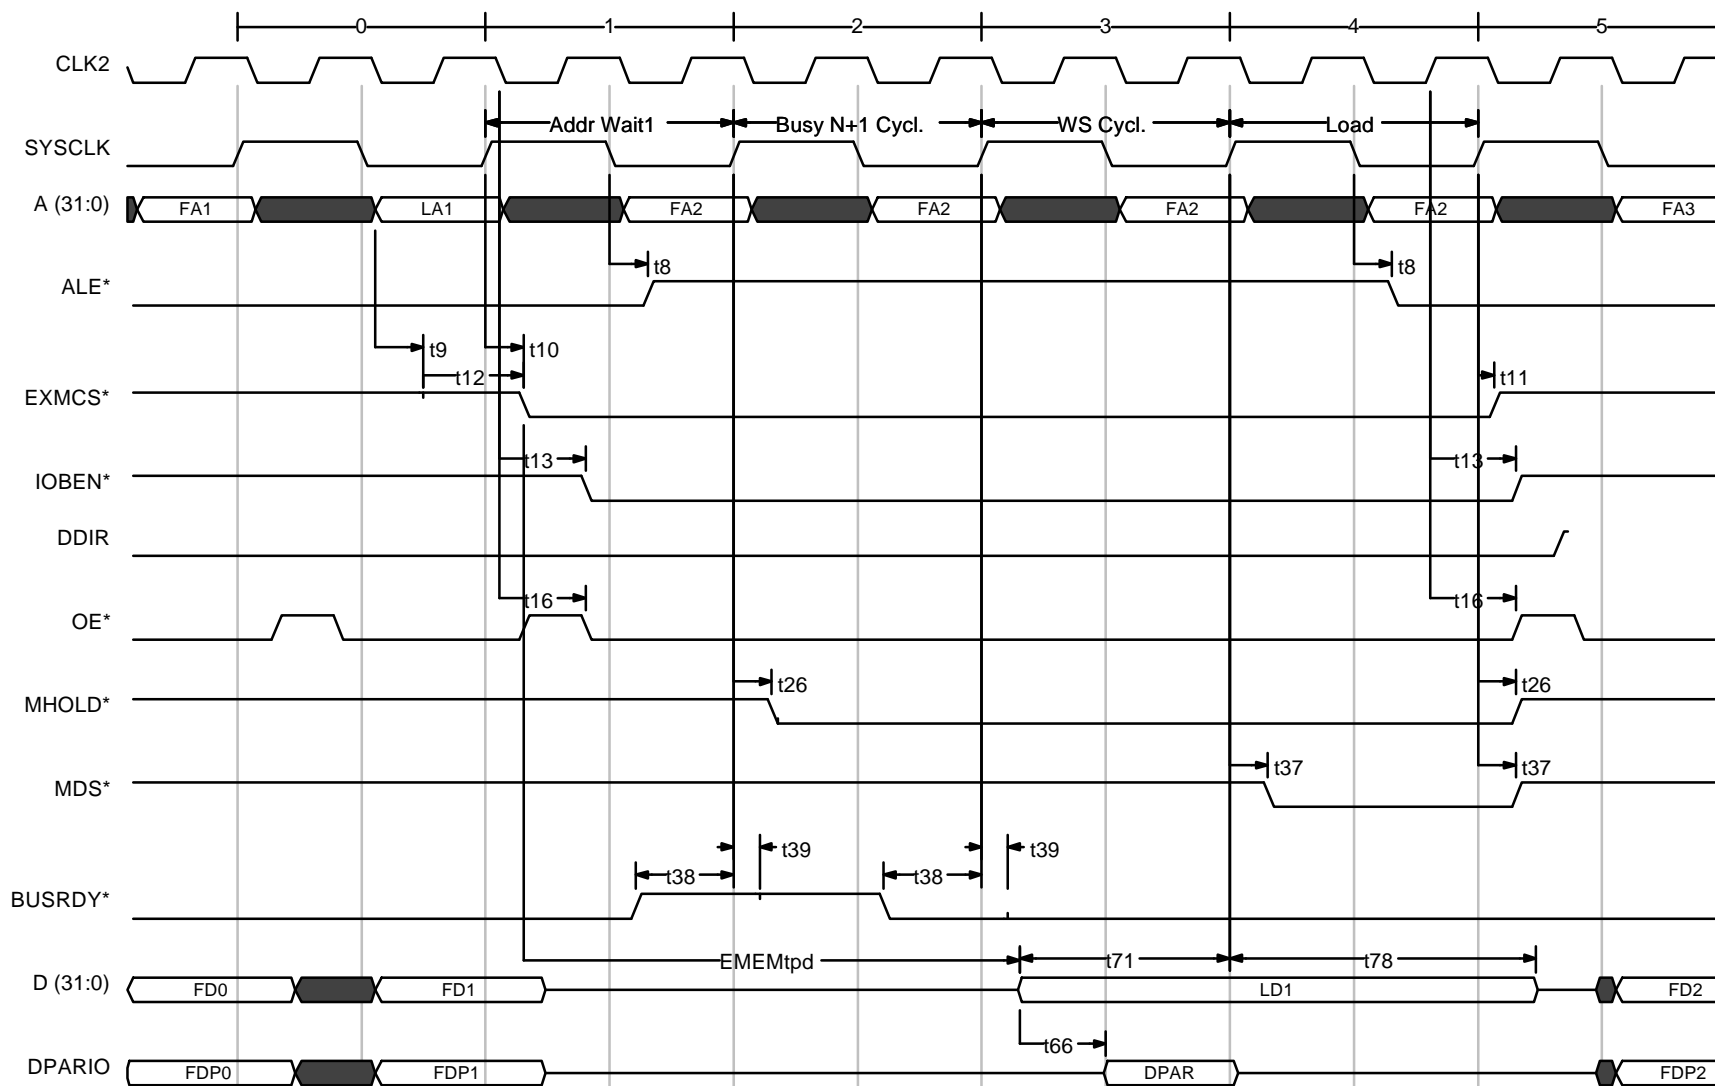 0 1 2 3 4 5
CLK2
Addr Wait1 Busy N+1 Cycl. WS Cycl. Load
SYSCLK
A (31:0) FA1 LA1 FA2 FA2 FA2 FA2 FA3
t8 t8
ALE*
t9 t10
t12 t11
EXMCS*
t13 t13
IOBEN*
DDIR
t16 t16
OE*
t26 t26
MHOLD*
t37 t37
MDS*
t39 t39
t38 t38
BUSRDY*
EMEMtpd t71 t78
D (31:0) FD0 FD1 LD1 FD2
t66
DPARIO FDP0 FDP1 DPAR FDP2